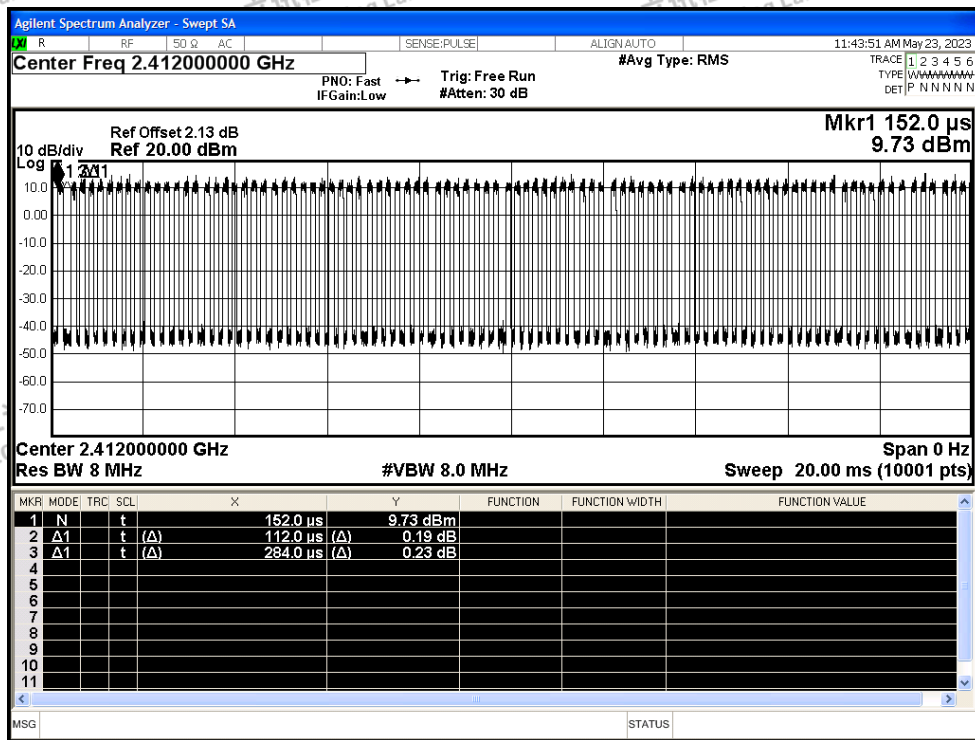 Agilent Spectrum Analyzer - Swept SA
LXI R RF 50 Ω AC SENSE:PULSE ALIGN AUTO 11:43:51 AM May 23, 2023
Center Freq 2.412000000 GHz
PNO: Fast
IFGain:Low
Trig: Free Run
#Atten: 30 dB
#Avg Type: RMS
TRACE 1 2 3 4 5 6
TYPE WWWWWW
DET P N N N N N
Mkr1 152.0 µs
9.73 dBm
Ref Offset 2.13 dB
10 dB/div Ref 20.00 dBm
Log
10.0
0.00
-10.0
-20.0
-30.0
-40.0
-50.0
-60.0
-70.0
Center 2.412000000 GHz Span 0 Hz
Res BW 8 MHz #VBW 8.0 MHz Sweep 20.00 ms (10001 pts)
MKR MODE TRC SCL X Y FUNCTION FUNCTION WIDTH FUNCTION VALUE
1 N t 152.0 µs 9.73 dBm
2 Δ1 t (Δ) 112.0 µs (Δ) 0.19 dB
3 Δ1 t (Δ) 284.0 µs (Δ) 0.23 dB
4
5
6
7
8
9
10
11
MSG STATUS